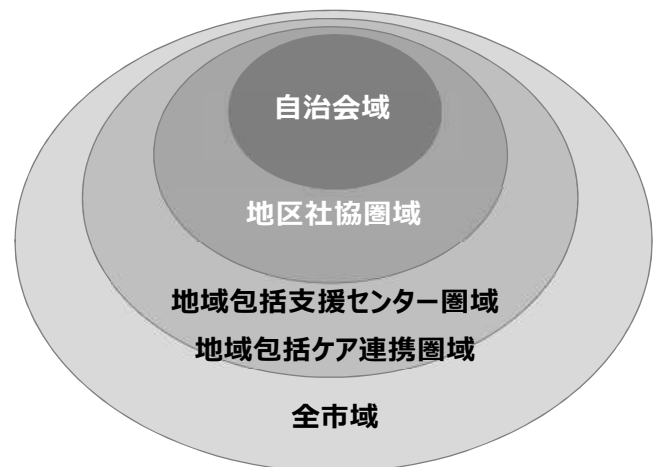 自治会域
地区社協圏域
地域包括支援センター圏域
地域包括ケア連携圏域
全市域